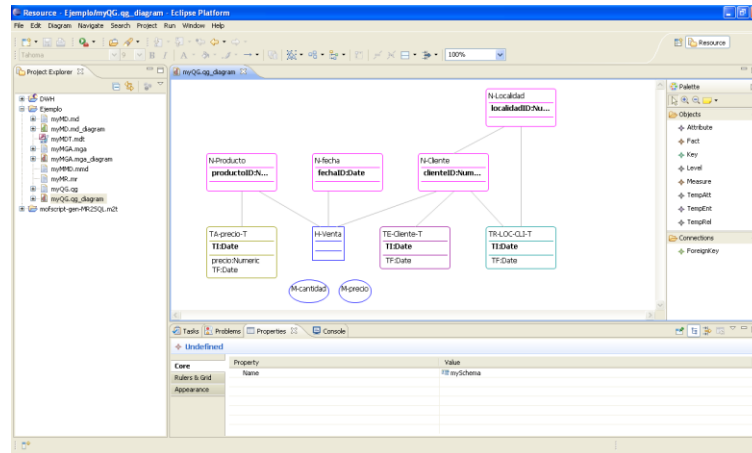 Resource - Ejemplo/myQG.qg_diagram - Eclipse Platform
File Edit Diagram Navigate Search Project Run Window Help
Tahoma
100%
Resource
Project Explorer
DWH
Ejemplo
myMD.md
myMD.md_diagram
myMDT.mdt
myMGA.mga
myMGA.mga_diagram
myMMD.mmd
myMR.mr
myQG.qg
myQG.qg_diagram
mofscript-gen-MR2SQL.m2t
myQG.qg_diagram
N-Localidad
localidadID:Nu...
N-Producto
productoID:N...
N-fecha
fechaID:Date
N-Cliente
clienteID:Num...
TA-precio-T
TI:Date
precio:Numeric
TF:Date
H-Venta
TE-Cliente-T
TI:Date
TF:Date
TR-LOC-CLI-T
TI:Date
TF:Date
M-cantidad
M-precio
Palette
Objects
Attribute
Fact
Key
Level
Measure
TempAtt
TempEnt
TempRel
Connections
ForeignKey
Tasks Problems Properties Console
Undefined
Core
Rulers & Grid
Appearance
Property Value
Name mySchema